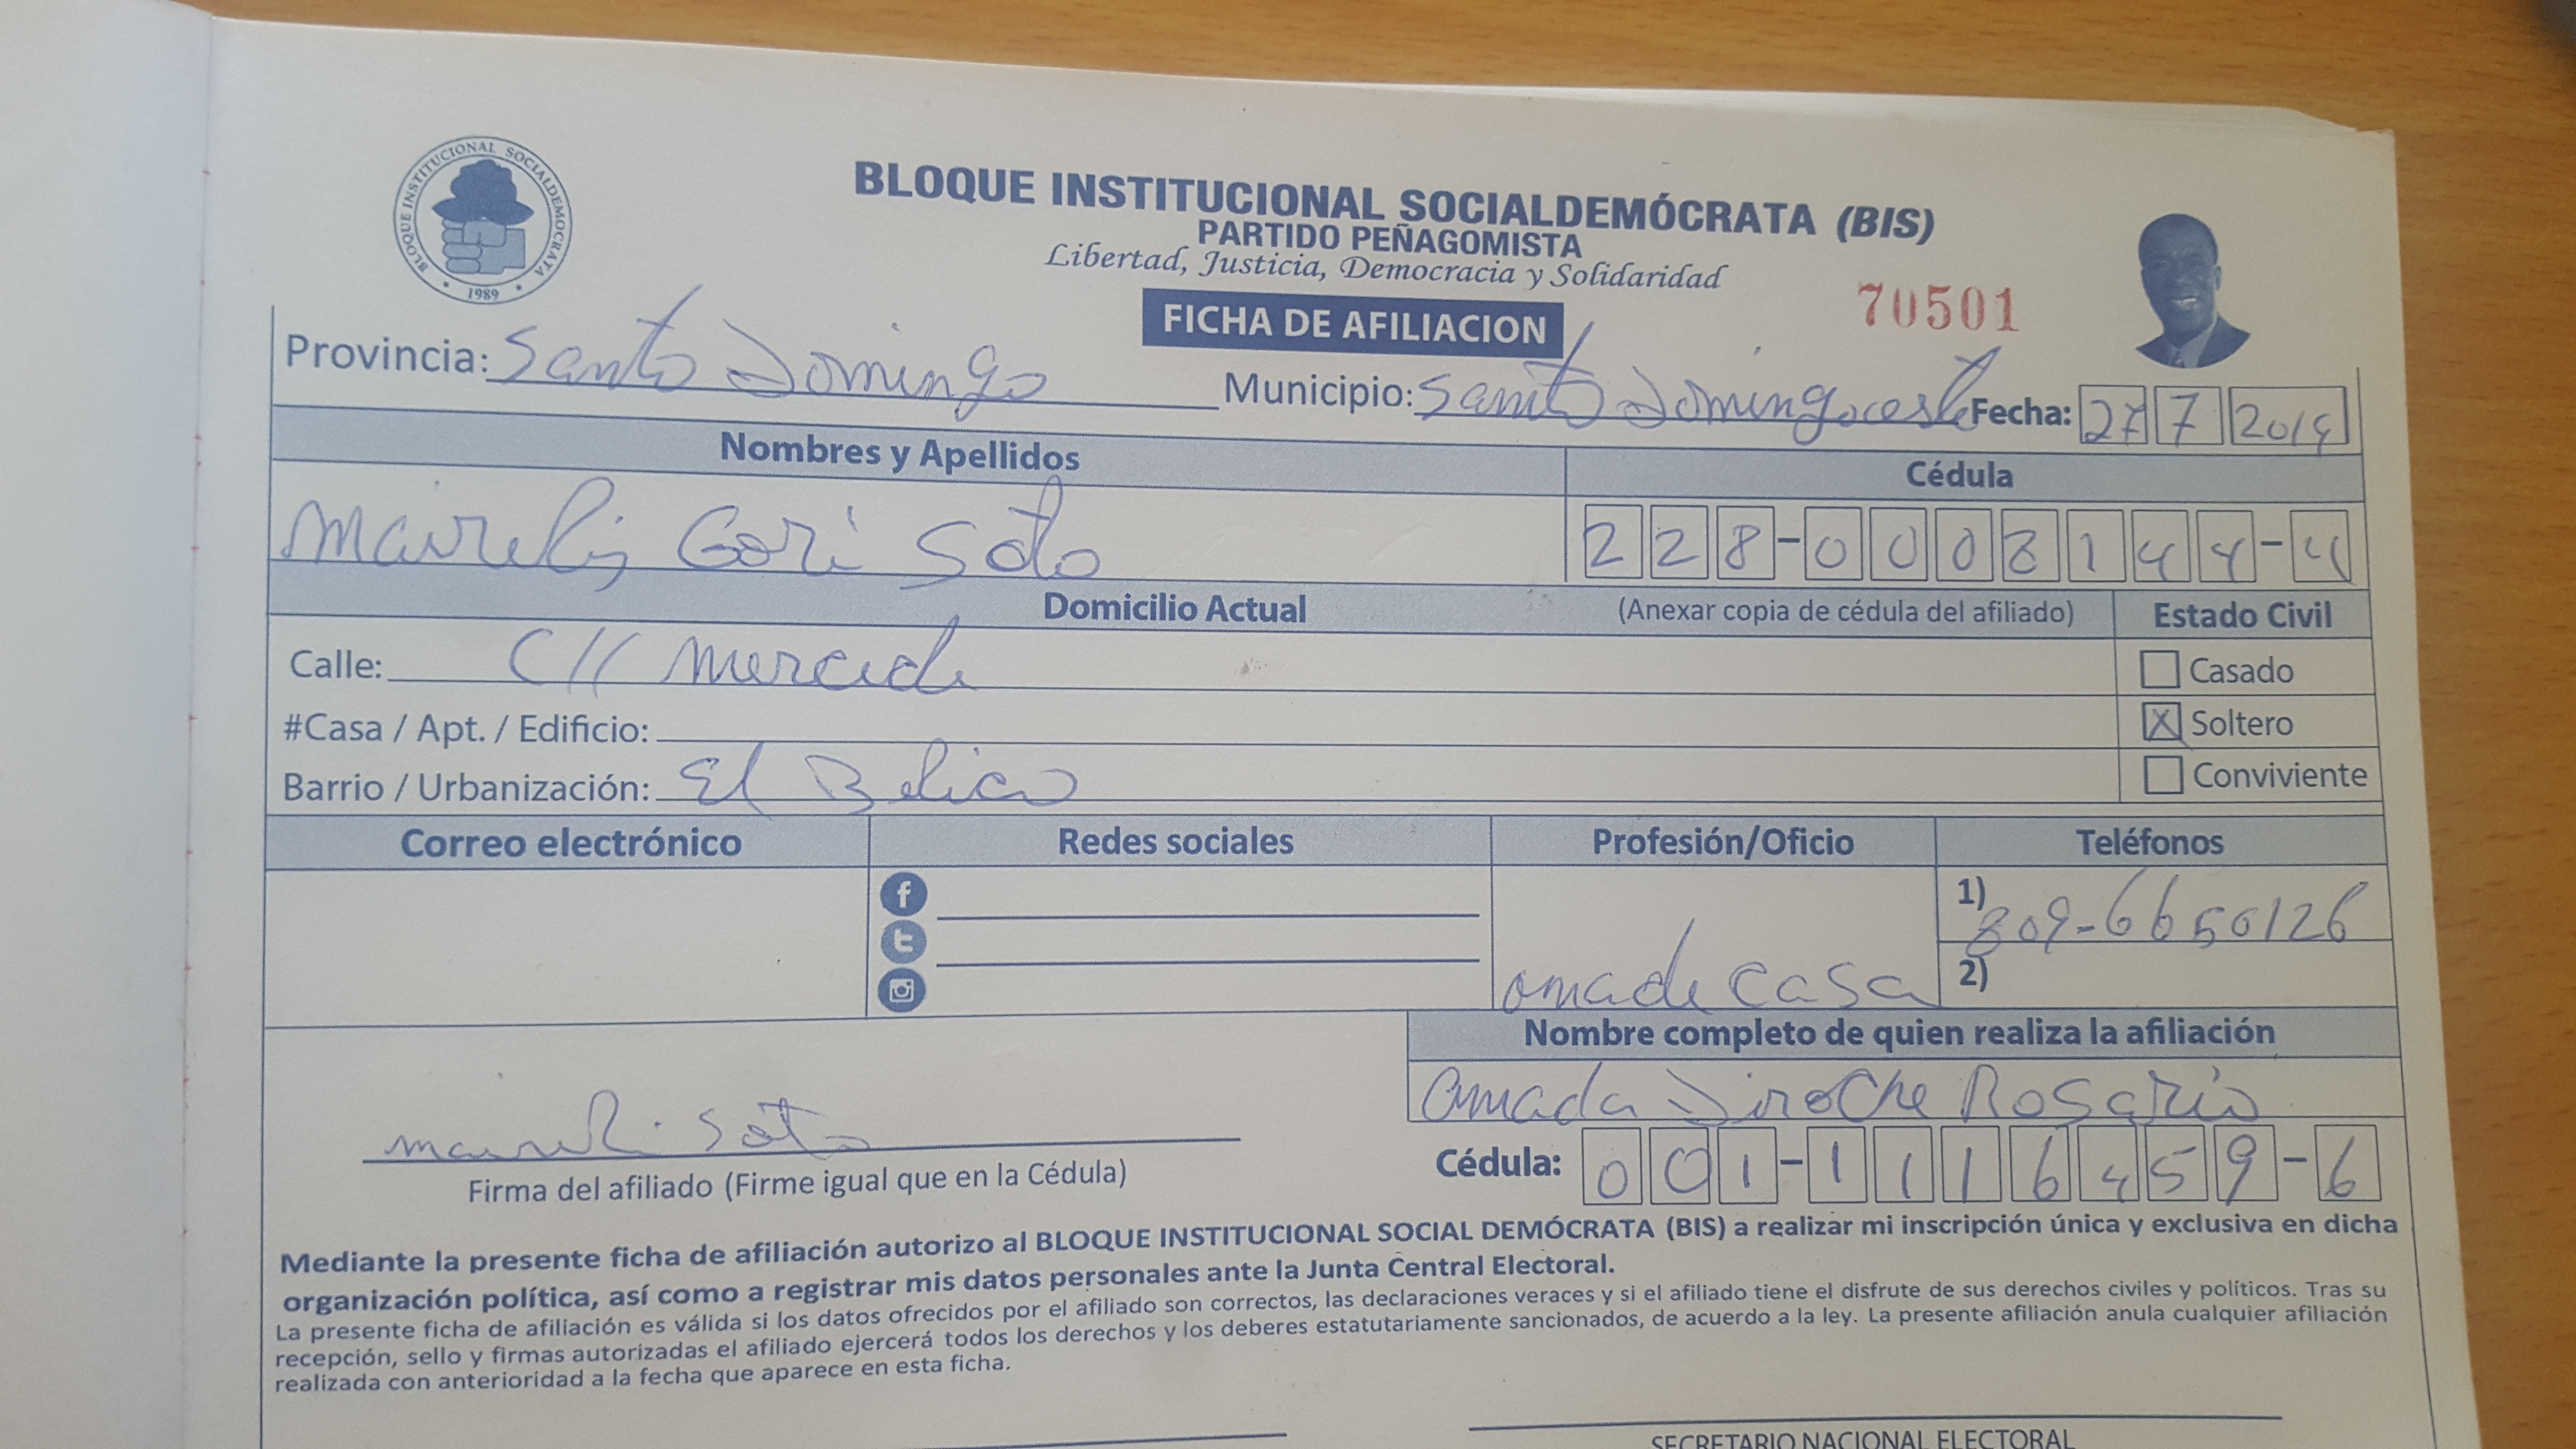 BLOQUE INSTITUCIONAL SOCIALDEMOCRATA
1989
BLOQUE INSTITUCIONAL SOCIALDEMÓCRATA (BIS)
PARTIDO PEÑAGOMISTA
Libertad, Justicia, Democracia y Solidaridad
FICHA DE AFILIACION
70501
Provincia: Santo Domingo Municipio: Santo Domingo oeste Fecha: 27 7 2019
Nombres y Apellidos Cédula
Mairelis Gori Soto 228-0008144-4
Domicilio Actual (Anexar copia de cédula del afiliado) Estado Civil
Calle: C// Mercede
Casado
#Casa / Apt. / Edificio:
X Soltero
Barrio / Urbanización: El Belico
Conviviente
Correo electrónico Redes sociales Profesión/Oficio Teléfonos
f
t
1) 809-6650126
2)
omade casa
Nombre completo de quien realiza la afiliación
Amada Diroche Rosario
maireli Soto
Firma del afiliado (Firme igual que en la Cédula)
Cédula: 001-1116459-6
Mediante la presente ficha de afiliación autorizo al BLOQUE INSTITUCIONAL SOCIAL DEMÓCRATA (BIS) a realizar mi inscripción única y exclusiva en dicha
organización política, así como a registrar mis datos personales ante la Junta Central Electoral.
La presente ficha de afiliación es válida si los datos ofrecidos por el afiliado son correctos, las declaraciones veraces y si el afiliado tiene el disfrute de sus derechos civiles y políticos. Tras su
recepción, sello y firmas autorizadas el afiliado ejercerá todos los derechos y los deberes estatutariamente sancionados, de acuerdo a la ley. La presente afiliación anula cualquier afiliación
realizada con anterioridad a la fecha que aparece en esta ficha.
SECRETARIO NACIONAL ELECTORAL